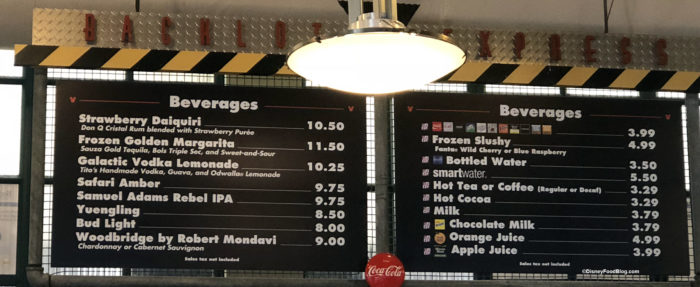 BACKLOT EXPRESS
Beverages
Strawberry Daiquiri 10.50
Don Q Cristal Rum blended with Strawberry Purée
Frozen Golden Margarita 11.50
Sauza Gold Tequila, Bols Triple Sec, and Sweet-and-Sour
Galactic Vodka Lemonade 10.25
Tito's Handmade Vodka, Guava, and Odwalla® Lemonade
Safari Amber 9.75
Samuel Adams Rebel IPA 9.75
Yuengling 8.50
Bud Light 8.00
Woodbridge by Robert Mondavi 9.00
Chardonnay or Cabernet Sauvignon
Sales tax not included
Beverages
3.99
Frozen Slushy 4.99
Fanta® Wild Cherry or Blue Raspberry
Bottled Water 3.50
smartwater. 5.50
Hot Tea or Coffee (Regular or Decaf) 3.29
Hot Cocoa 3.29
Milk 3.79
Chocolate Milk 3.79
Orange Juice 4.99
Apple Juice 3.99
Sales tax not included
©DisneyFoodBlog.com
Coca-Cola